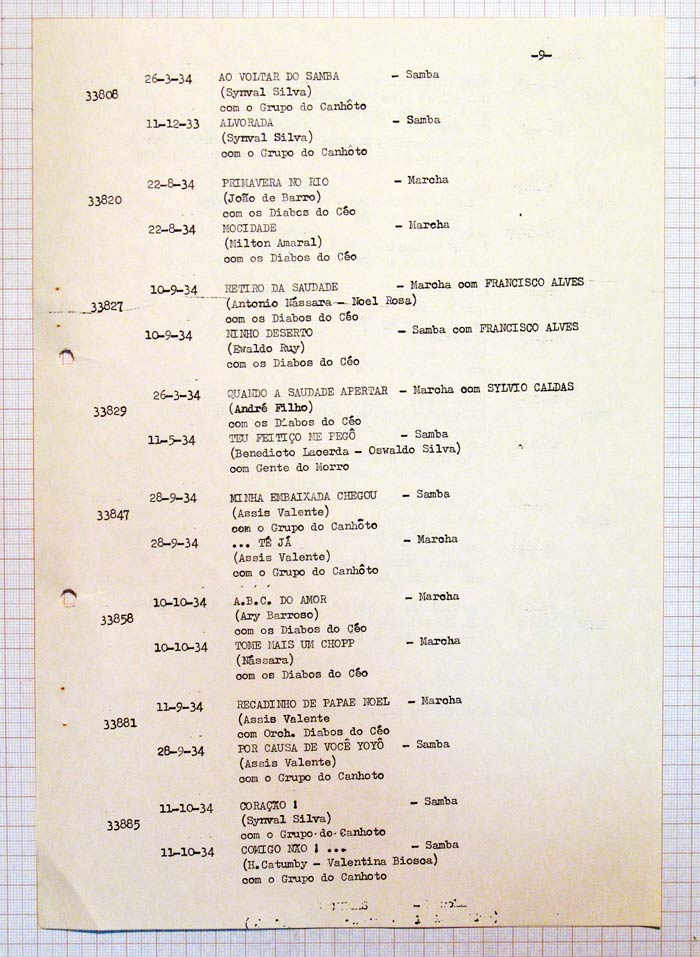 -9-
26-3-34 AO VOLTAR DO SAMBA - Samba
33808 (Synval Silva)
com o Grupo do Canhôto
11-12-33 ALVORADA - Samba
(Synval Silva)
com o Grupo do Canhôto
22-8-34 PRIMAVERA NO RIO - Marcha
33820 (João de Barro)
com os Diabos do Céo
22-8-34 MOCIDADE - Marcha
(Milton Amaral)
com os Diabos do Céo
10-9-34 RETIRO DA SAUDADE - Marcha com FRANCISCO ALVES
33827 (Antonio Nássara - Noel Rosa)
com os Diabos do Céo
10-9-34 NINHO DESERTO - Samba com FRANCISCO ALVES
(Ewaldo Ruy)
com os Diabos do Céo
26-3-34 QUANDO A SAUDADE APERTAR - Marcha com SYLVIO CALDAS
33829 (André Filho)
com os Diabos do Céo
11-5-34 TEU FEITIÇO ME PEGÔ - Samba
(Benedicto Lacerda - Oswaldo Silva)
com Gente do Morro
28-9-34 MINHA EMBAIXADA CHEGOU - Samba
33847 (Assis Valente)
com o Grupo do Canhôto
28-9-34 ... TÉ JÁ - Marcha
(Assis Valente)
com o Grupo do Canhôto
10-10-34 A.B.C. DO AMOR - Marcha
33858 (Ary Barroso)
com os Diabos do Céo
10-10-34 TOME MAIS UM CHOPP - Marcha
(Nássara)
com os Diabos do Céo
11-9-34 RECADINHO DE PAPAE NOEL - Marcha
33881 (Assis Valente
com Orch. Diabos do Céo
28-9-34 POR CAUSA DE VOCÊ YOYÔ - Samba
(Assis Valente)
com o Grupo do Canhoto
11-10-34 CORAÇXO ! - Samba
33885 (Synval Silva)
com o Grupo do Canhoto
11-10-34 COMIGO NXO ! ... - Samba
(H.Catumby - Valentina Biosca)
com o Grupo do Canhoto